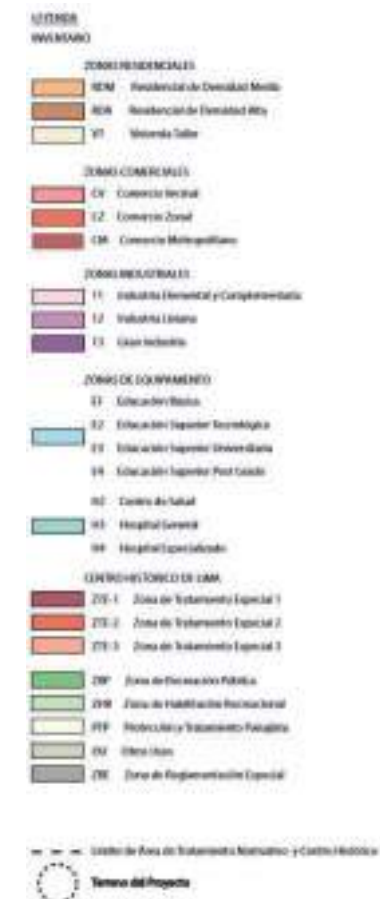 LEYENDA
INVENTARIO
ZONAS RESIDENCIALES
RDM Residencial de Densidad Media
RDA Residencial de Densidad Alta
VT Vivienda Taller
ZONAS COMERCIALES
CV Comercio Vecinal
CZ Comercio Zonal
CM Comercio Metropolitano
ZONAS INDUSTRIALES
I1 Industria Elemental y Complementaria
I2 Industria Liviana
I3 Gran Industria
ZONAS DE EQUIPAMIENTO
E1 Educación Básica
E2 Educación Superior Tecnológica
E3 Educación Superior Universitaria
E4 Educación Superior Post Grado
H2 Centro de Salud
H3 Hospital General
H4 Hospital Especializado
CENTRO HISTORICO DE LIMA
ZTE-1 Zona de Tratamiento Especial 1
ZTE-2 Zona de Tratamiento Especial 2
ZTE-3 Zona de Tratamiento Especial 3
ZRP Zona de Recreación Pública
ZHR Zona de Habilitación Recreacional
PTP Protección y Tratamiento Paisajista
OU Otros Usos
ZRE Zona de Reglamentación Especial
Límite de Área de Tratamiento Normativo y Centro Histórico
Terreno del Proyecto